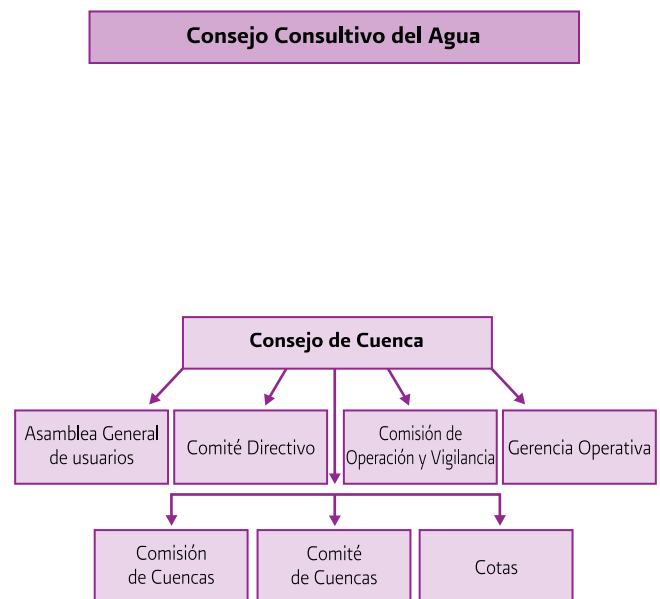 Consejo Consultivo del Agua
Consejo de Cuenca
Asamblea General
de usuarios
Comité Directivo
Comisión de
Operación y Vigilancia
Gerencia Operativa
Comisión
de Cuencas
Comité
de Cuencas
Cotas